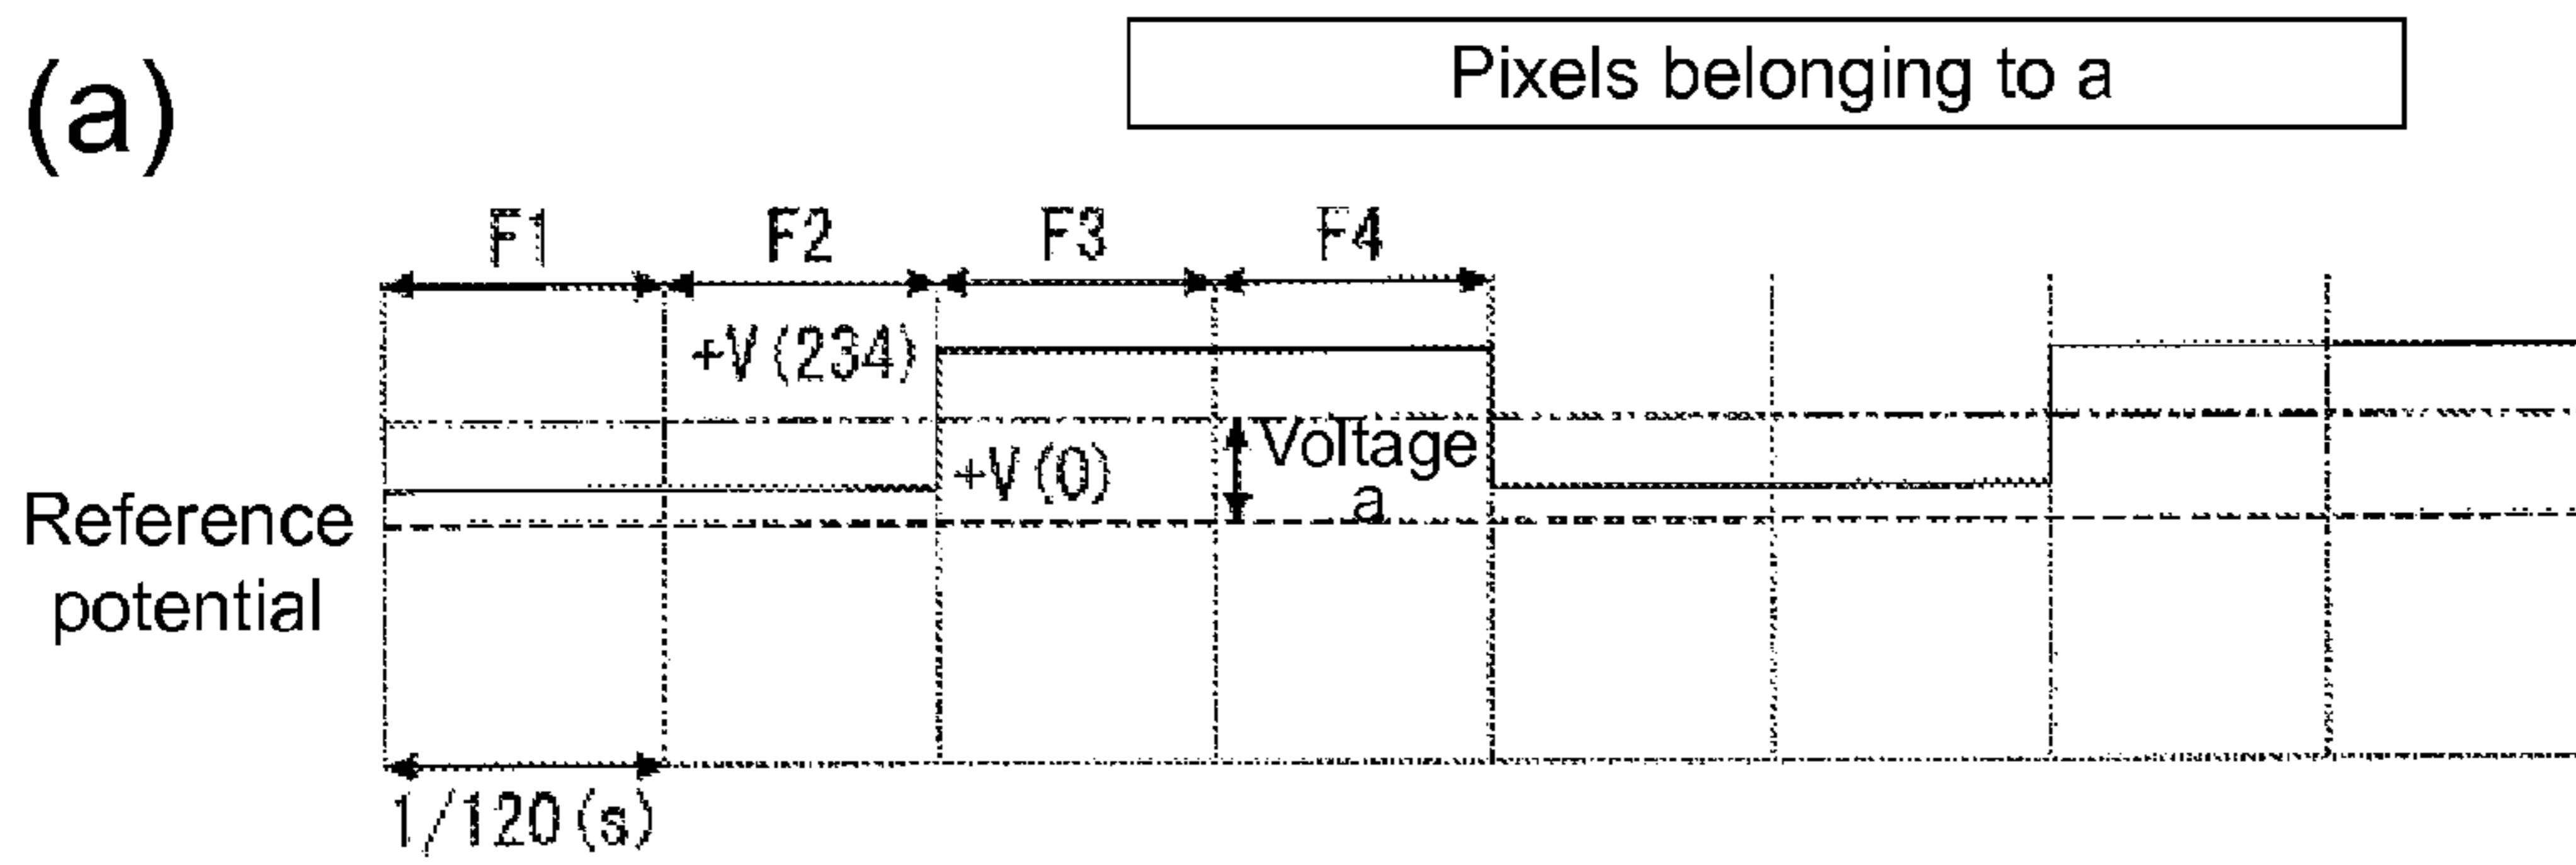 (a)
Pixels belonging to a
F1 F2 F3 F4
+V(234)
+V(0)
Voltage
a
Reference
potential
1/120(s)